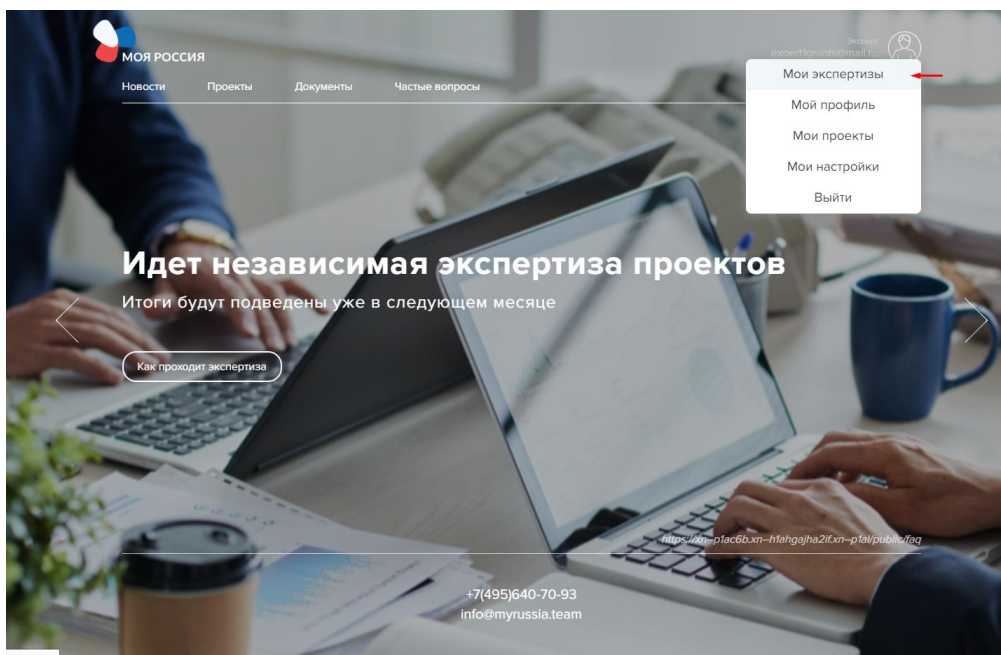 МОЯ РОССИЯ
Эксперт
expert1grants@mail.r...
Новости Проекты Документы Частые вопросы
Мои экспертизы
Мой профиль
Мои проекты
Мои настройки
Выйти
Идет независимая экспертиза проектов
Итоги будут подведены уже в следующем месяце
Как проходит экспертиза
https://xn--p1ac6b.xn--h1ahgajha2if.xn--p1ai/public/faq
+7(495)640-70-93
info@myrussia.team